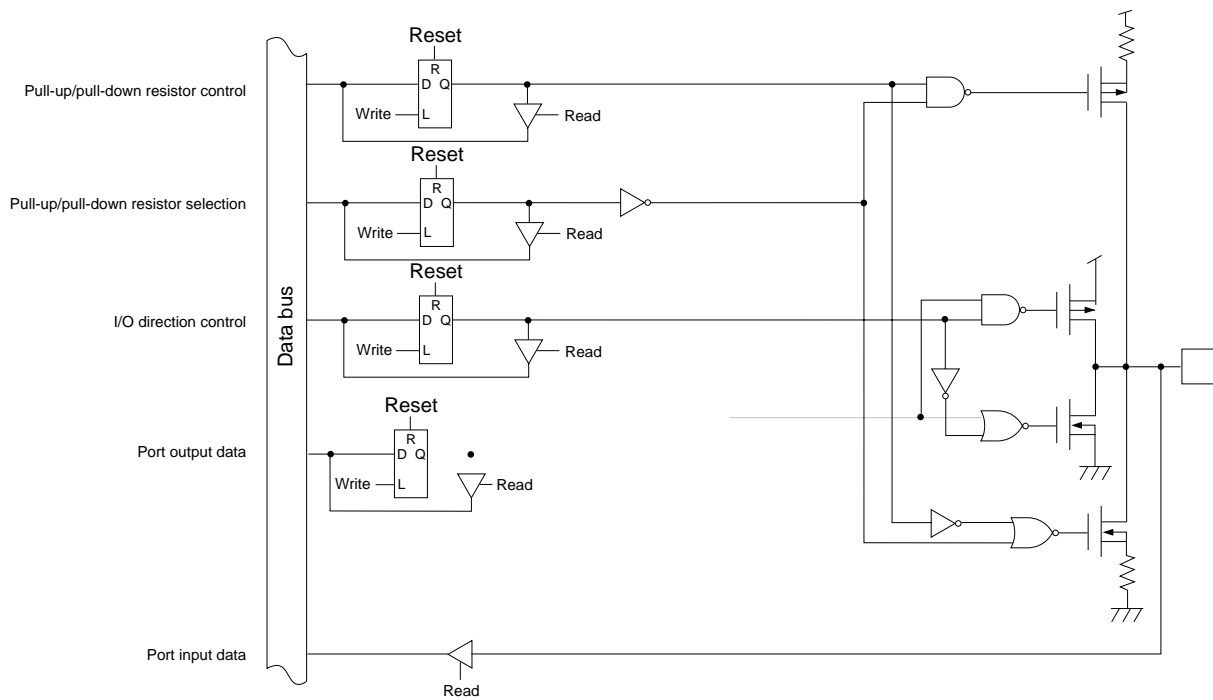 Reset
Pull-up/pull-down resistor control
R
D Q
Write
L
Read
Reset
Pull-up/pull-down resistor selection
R
D Q
Write
L
Read
Reset
I/O direction control
R
D Q
Write
L
Read
Data bus
Reset
Port output data
R
D Q
Write
L
Read
Port input data
Read